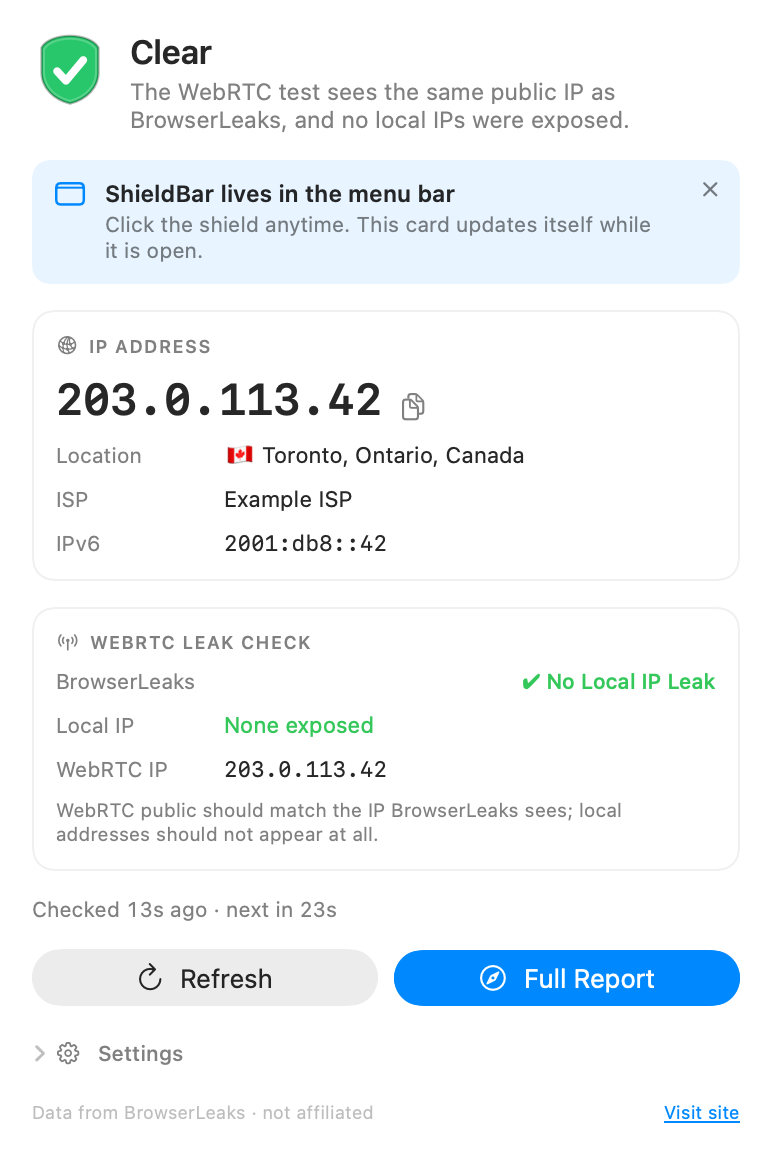 Clear
The WebRTC test sees the same public IP as
BrowserLeaks, and no local IPs were exposed.
ShieldBar lives in the menu bar
Click the shield anytime. This card updates itself while
it is open.
IP ADDRESS
203.0.113.42
Location 🇨🇦 Toronto, Ontario, Canada
ISP Example ISP
IPv6 2001:db8::42
WEBRTC LEAK CHECK
BrowserLeaks ✔ No Local IP Leak
Local IP None exposed
WebRTC IP 203.0.113.42
WebRTC public should match the IP BrowserLeaks sees; local
addresses should not appear at all.
Checked 13s ago · next in 23s
Refresh Full Report
Settings
Data from BrowserLeaks · not affiliated Visit site